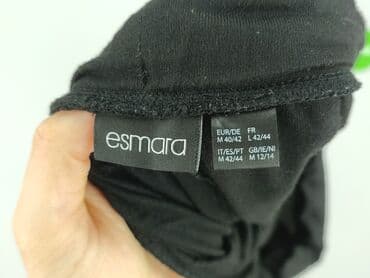 esmara
EUR/DE FR
M 40/42 L 42/44
IT/ES/PT GB/IE/NI
M 42/44 M 12/14